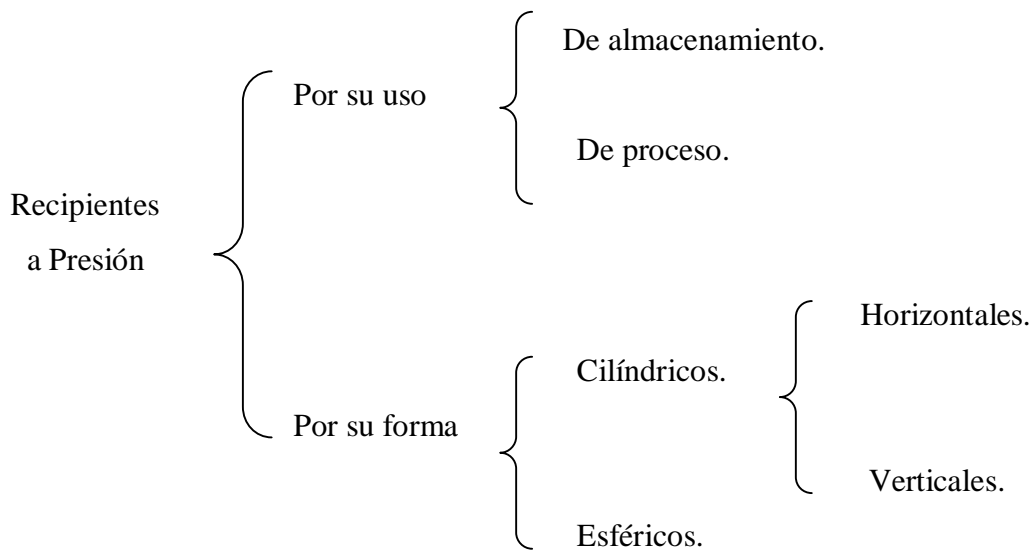 Recipientes
a Presión
Por su uso
De almacenamiento.
De proceso.
Por su forma
Cilíndricos.
Horizontales.
Verticales.
Esféricos.